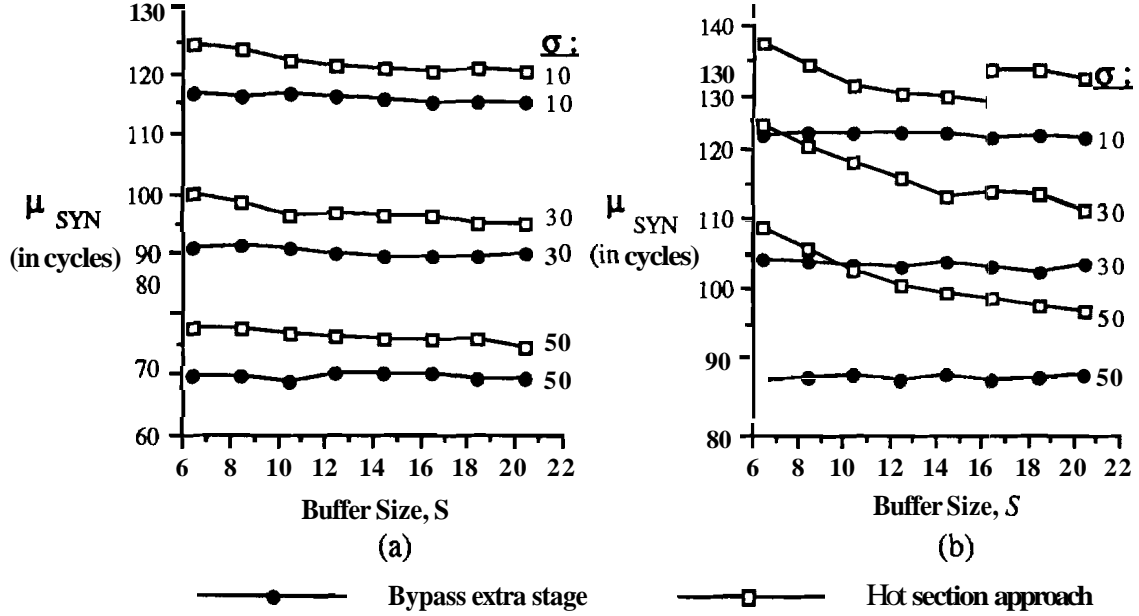 130
120
110
100
90
80
70
60
μ SYN
(in cycles)
σ :
10
10
30
30
50
50
6 8 10 12 14 16 18 20 22
Buffer Size, S
(a)
140
130
130
120
110
100
90
80
μ SYN
(in cycles)
σ :
10
30
30
50
50
6 8 10 12 14 16 18 20 22
Buffer Size, S
(b)
Bypass extra stage
Hot section approach